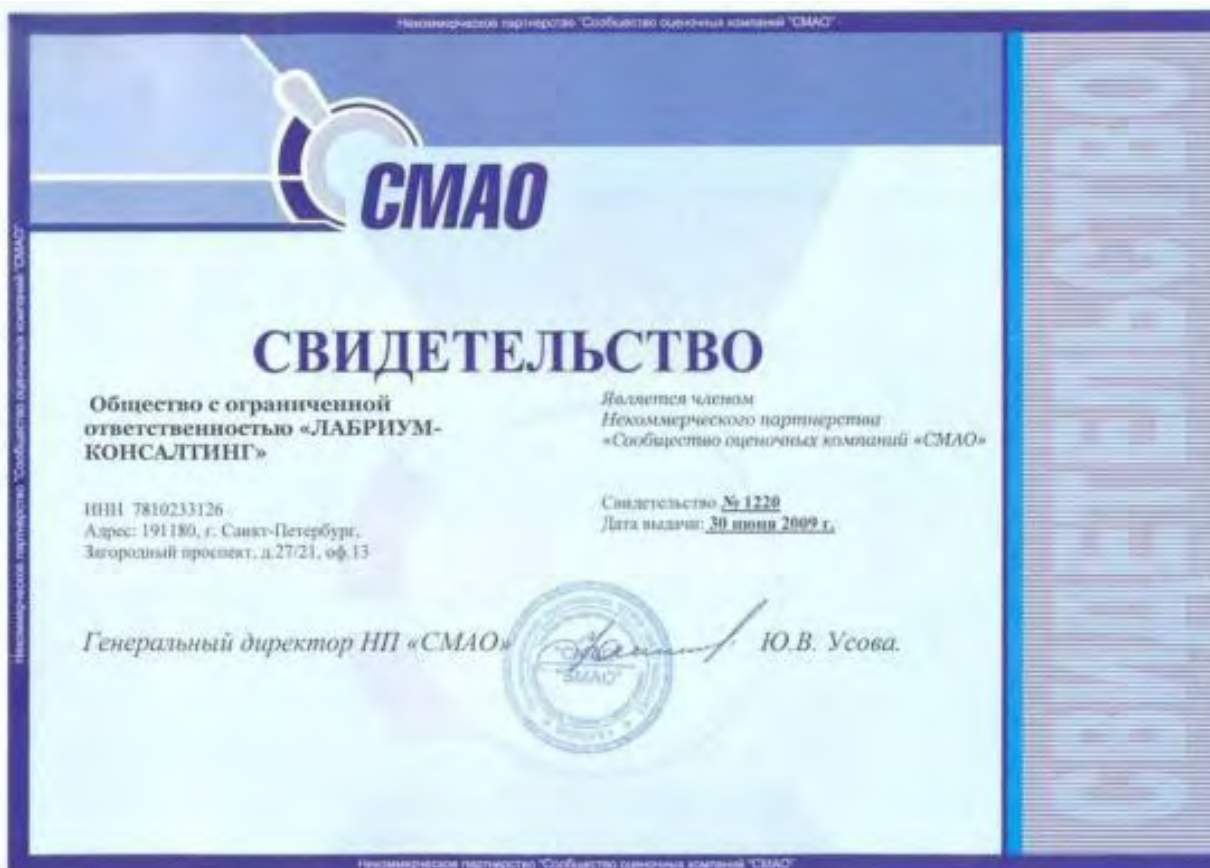 Некоммерческое партнерство "Сообщество оценочных компаний "СМАО"
СМАО
СВИДЕТЕЛЬСТВО
Общество с ограниченной
ответственностью «ЛАБРИУМ-
КОНСАЛТИНГ»
ИНН 7810233126
Адрес: 191180, г. Санкт-Петербург,
Загородный проспект, д.27/21, оф.13
Является членом
Некоммерческого партнерства
«Сообщество оценочных компаний «СМАО»
Свидетельство № 1220
Дата выдачи: 30 июня 2009 г.
Генеральный директор НП «СМАО»
Ю.В. Усова.
"SMAO"
СВИДЕТЕЛЬСТВО
Некоммерческое партнерство "Сообщество оценочных компаний "СМАО"
Некоммерческое партнерство "Сообщество оценочных компаний "СМАО"